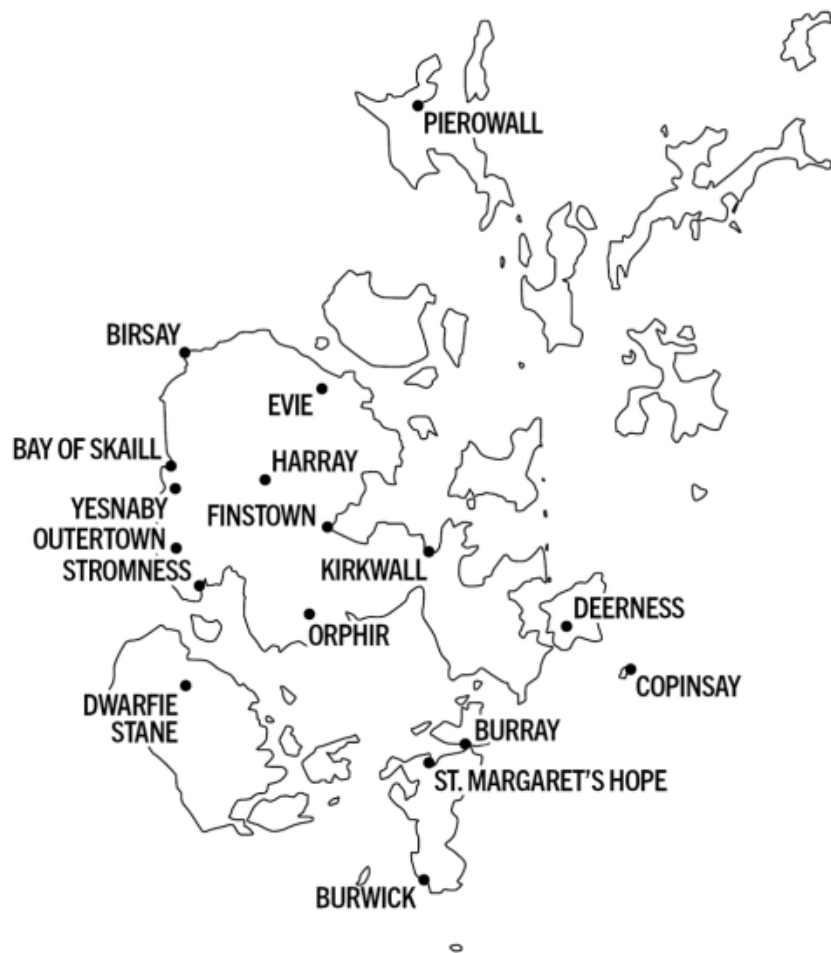 PIEROWALL
BIRSAY
EVIE
BAY OF SKAILL
HARRAY
YESNABY
FINSTOWN
OUTERTOWN
STROMNESS
KIRKWALL
DEERNESS
ORPHIR
COPINSAY
DWARFIE
STANE
BURRAY
ST. MARGARET'S HOPE
BURWICK